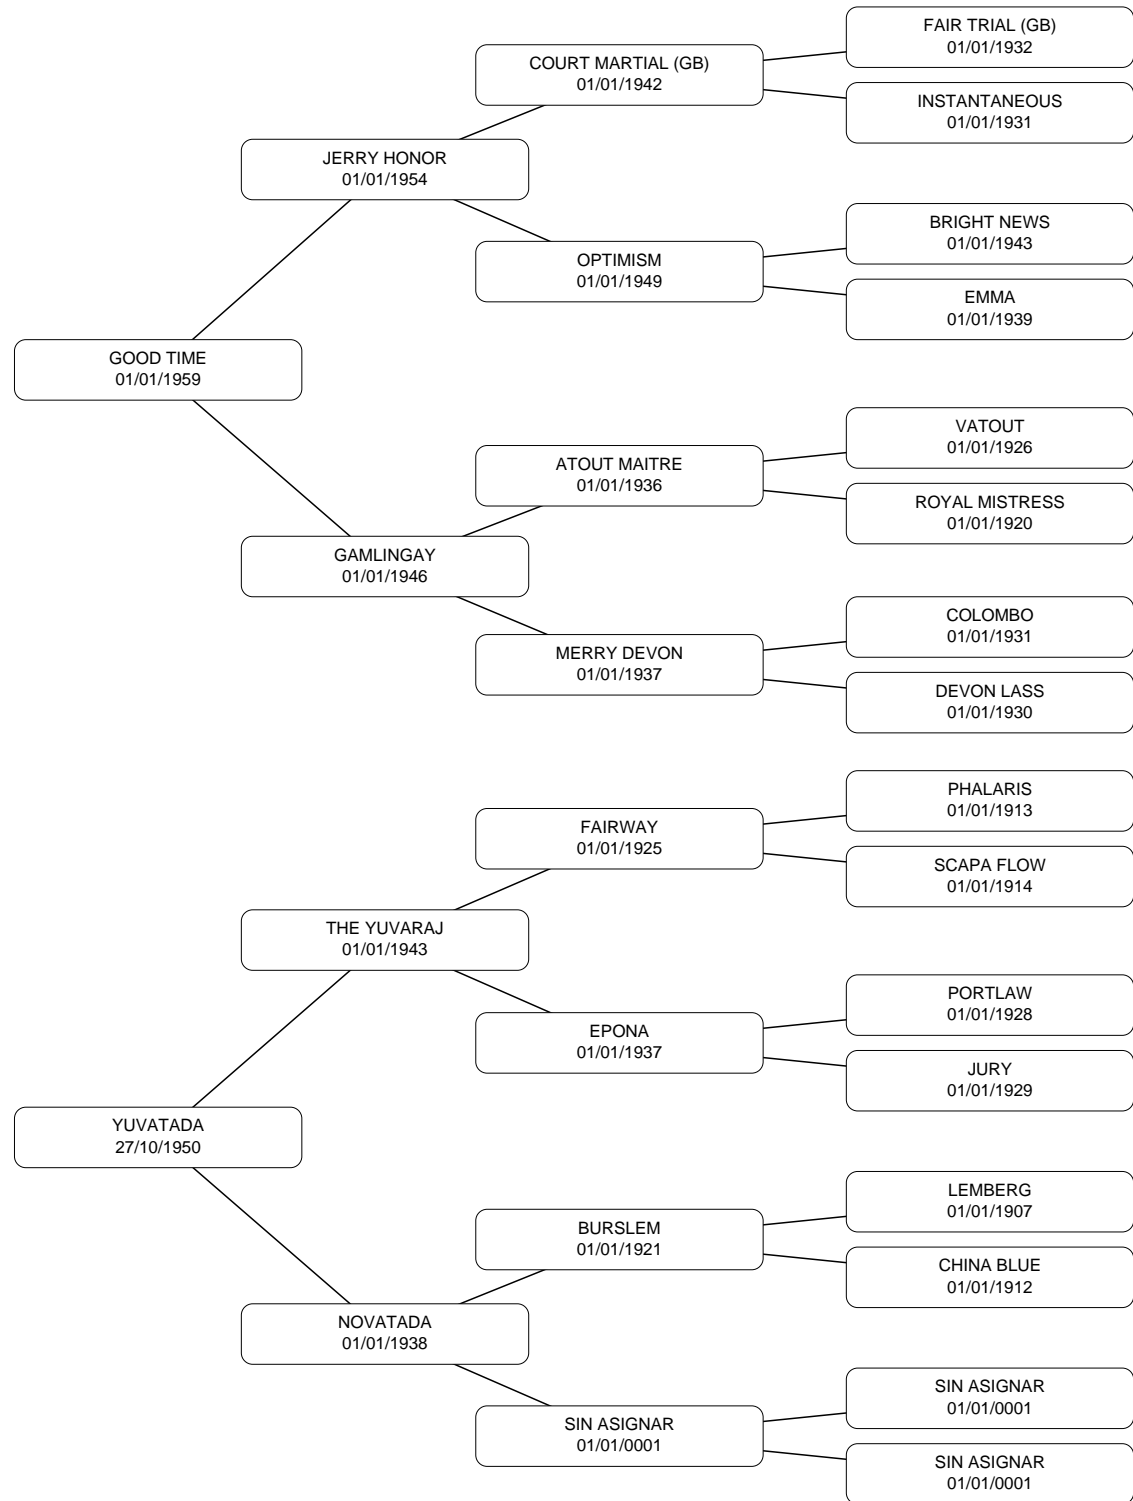 FAIR TRIAL (GB)
01/01/1932
COURT MARTIAL (GB)
01/01/1942
INSTANTANEOUS
01/01/1931
JERRY HONOR
01/01/1954
BRIGHT NEWS
01/01/1943
OPTIMISM
01/01/1949
EMMA
01/01/1939
GOOD TIME
01/01/1959
VATOUT
01/01/1926
ATOUT MAITRE
01/01/1936
ROYAL MISTRESS
01/01/1920
GAMLINGAY
01/01/1946
COLOMBO
01/01/1931
MERRY DEVON
01/01/1937
DEVON LASS
01/01/1930
PHALARIS
01/01/1913
FAIRWAY
01/01/1925
SCAPA FLOW
01/01/1914
THE YUVARAJ
01/01/1943
PORTLAW
01/01/1928
EPONA
01/01/1937
JURY
01/01/1929
YUVATADA
27/10/1950
LEMBERG
01/01/1907
BURSLEM
01/01/1921
CHINA BLUE
01/01/1912
NOVATADA
01/01/1938
SIN ASIGNAR
01/01/0001
SIN ASIGNAR
01/01/0001
SIN ASIGNAR
01/01/0001